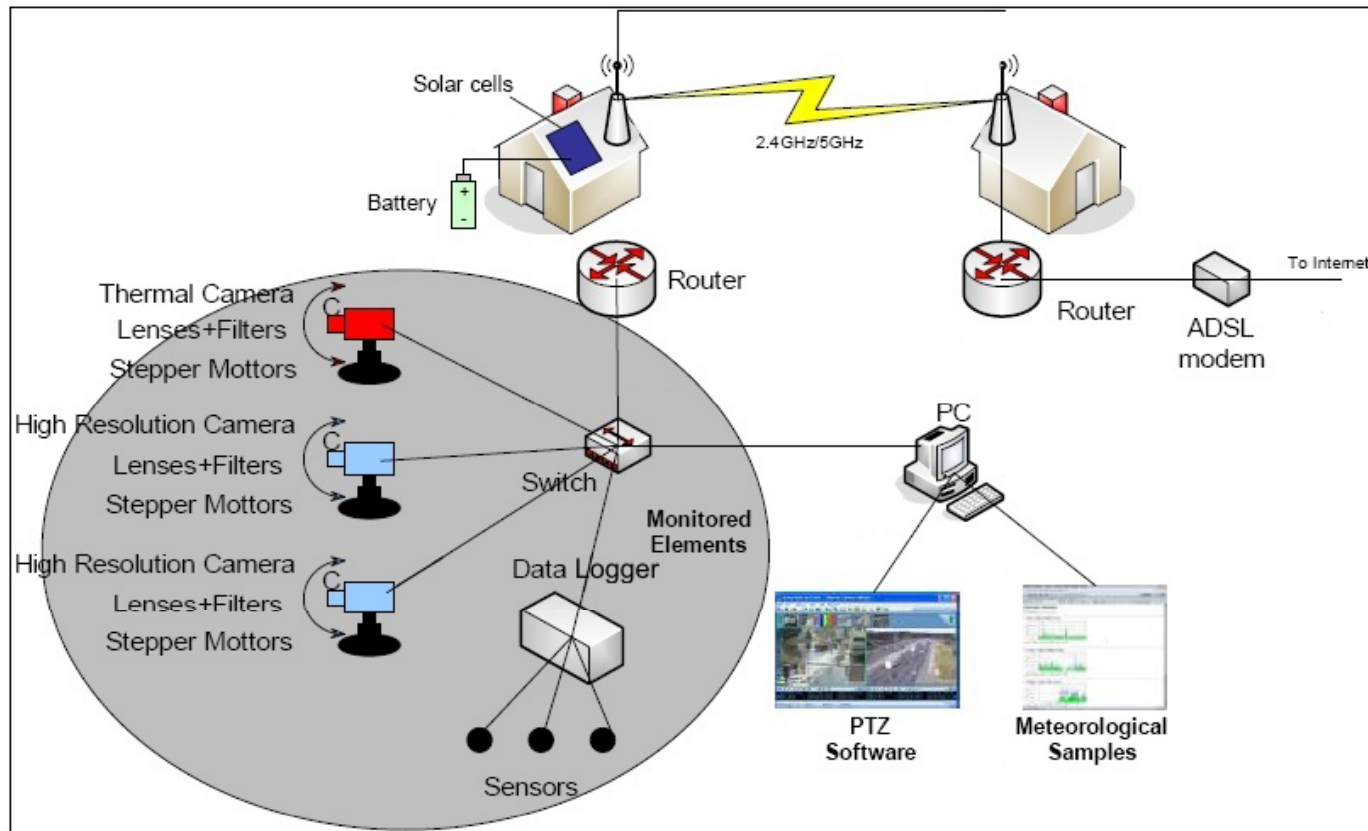 Solar cells
2.4GHz/5GHz
Battery
+
-
Router
Router
To Internet
ADSL
modem
Thermal Camera
C
Lenses+Filters
Stepper Mottors
High Resolution Camera
C
Lenses+Filters
Stepper Mottors
High Resolution Camera
C
Lenses+Filters
Stepper Mottors
Switch
PC
Monitored
Elements
Data Logger
Sensors
PTZ
Software
Meteorological
Samples